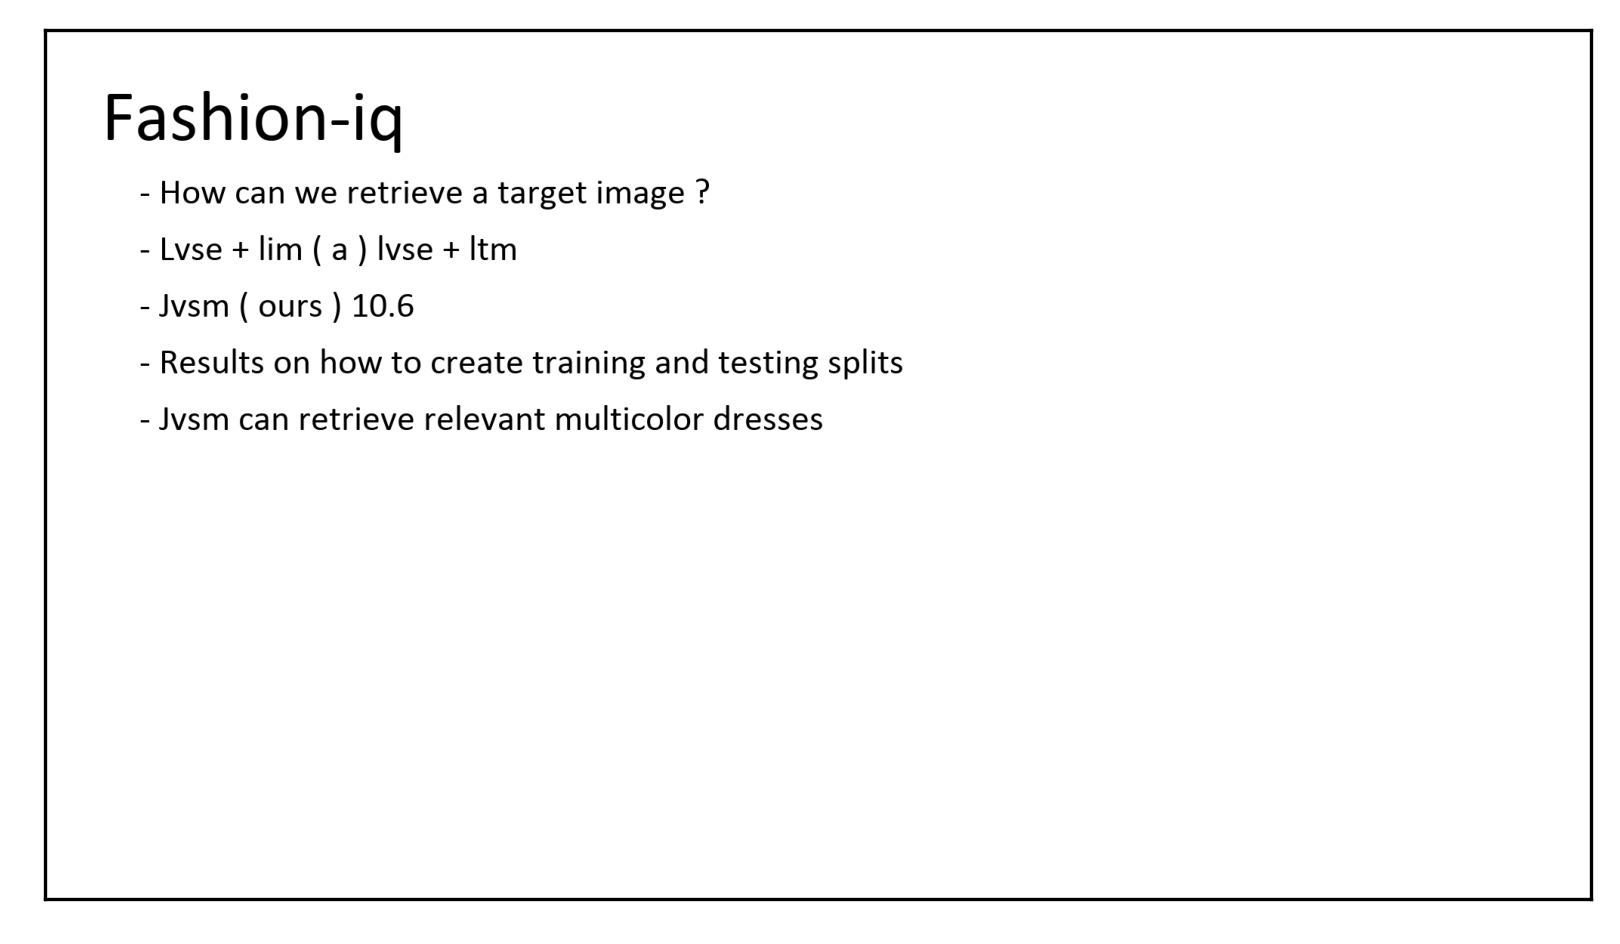 Fashion-iq
- How can we retrieve a target image ?
- Lvse + lim ( a ) lvse + ltm
- Jvsm ( ours ) 10.6
- Results on how to create training and testing splits
- Jvsm can retrieve relevant multicolor dresses